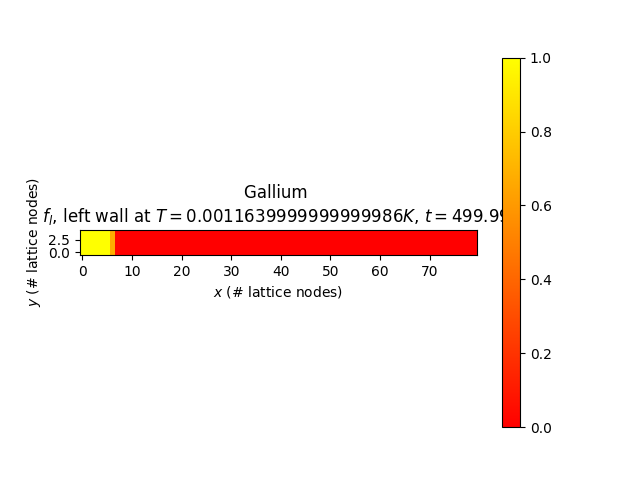 Gallium
f_l, left wall at T = 0.0011639999999999986K, t = 499.99
y (# lattice nodes)
2.5
0.0
0 10 20 30 40 50 60 70
x (# lattice nodes)
1.0
0.8
0.6
0.4
0.2
0.0